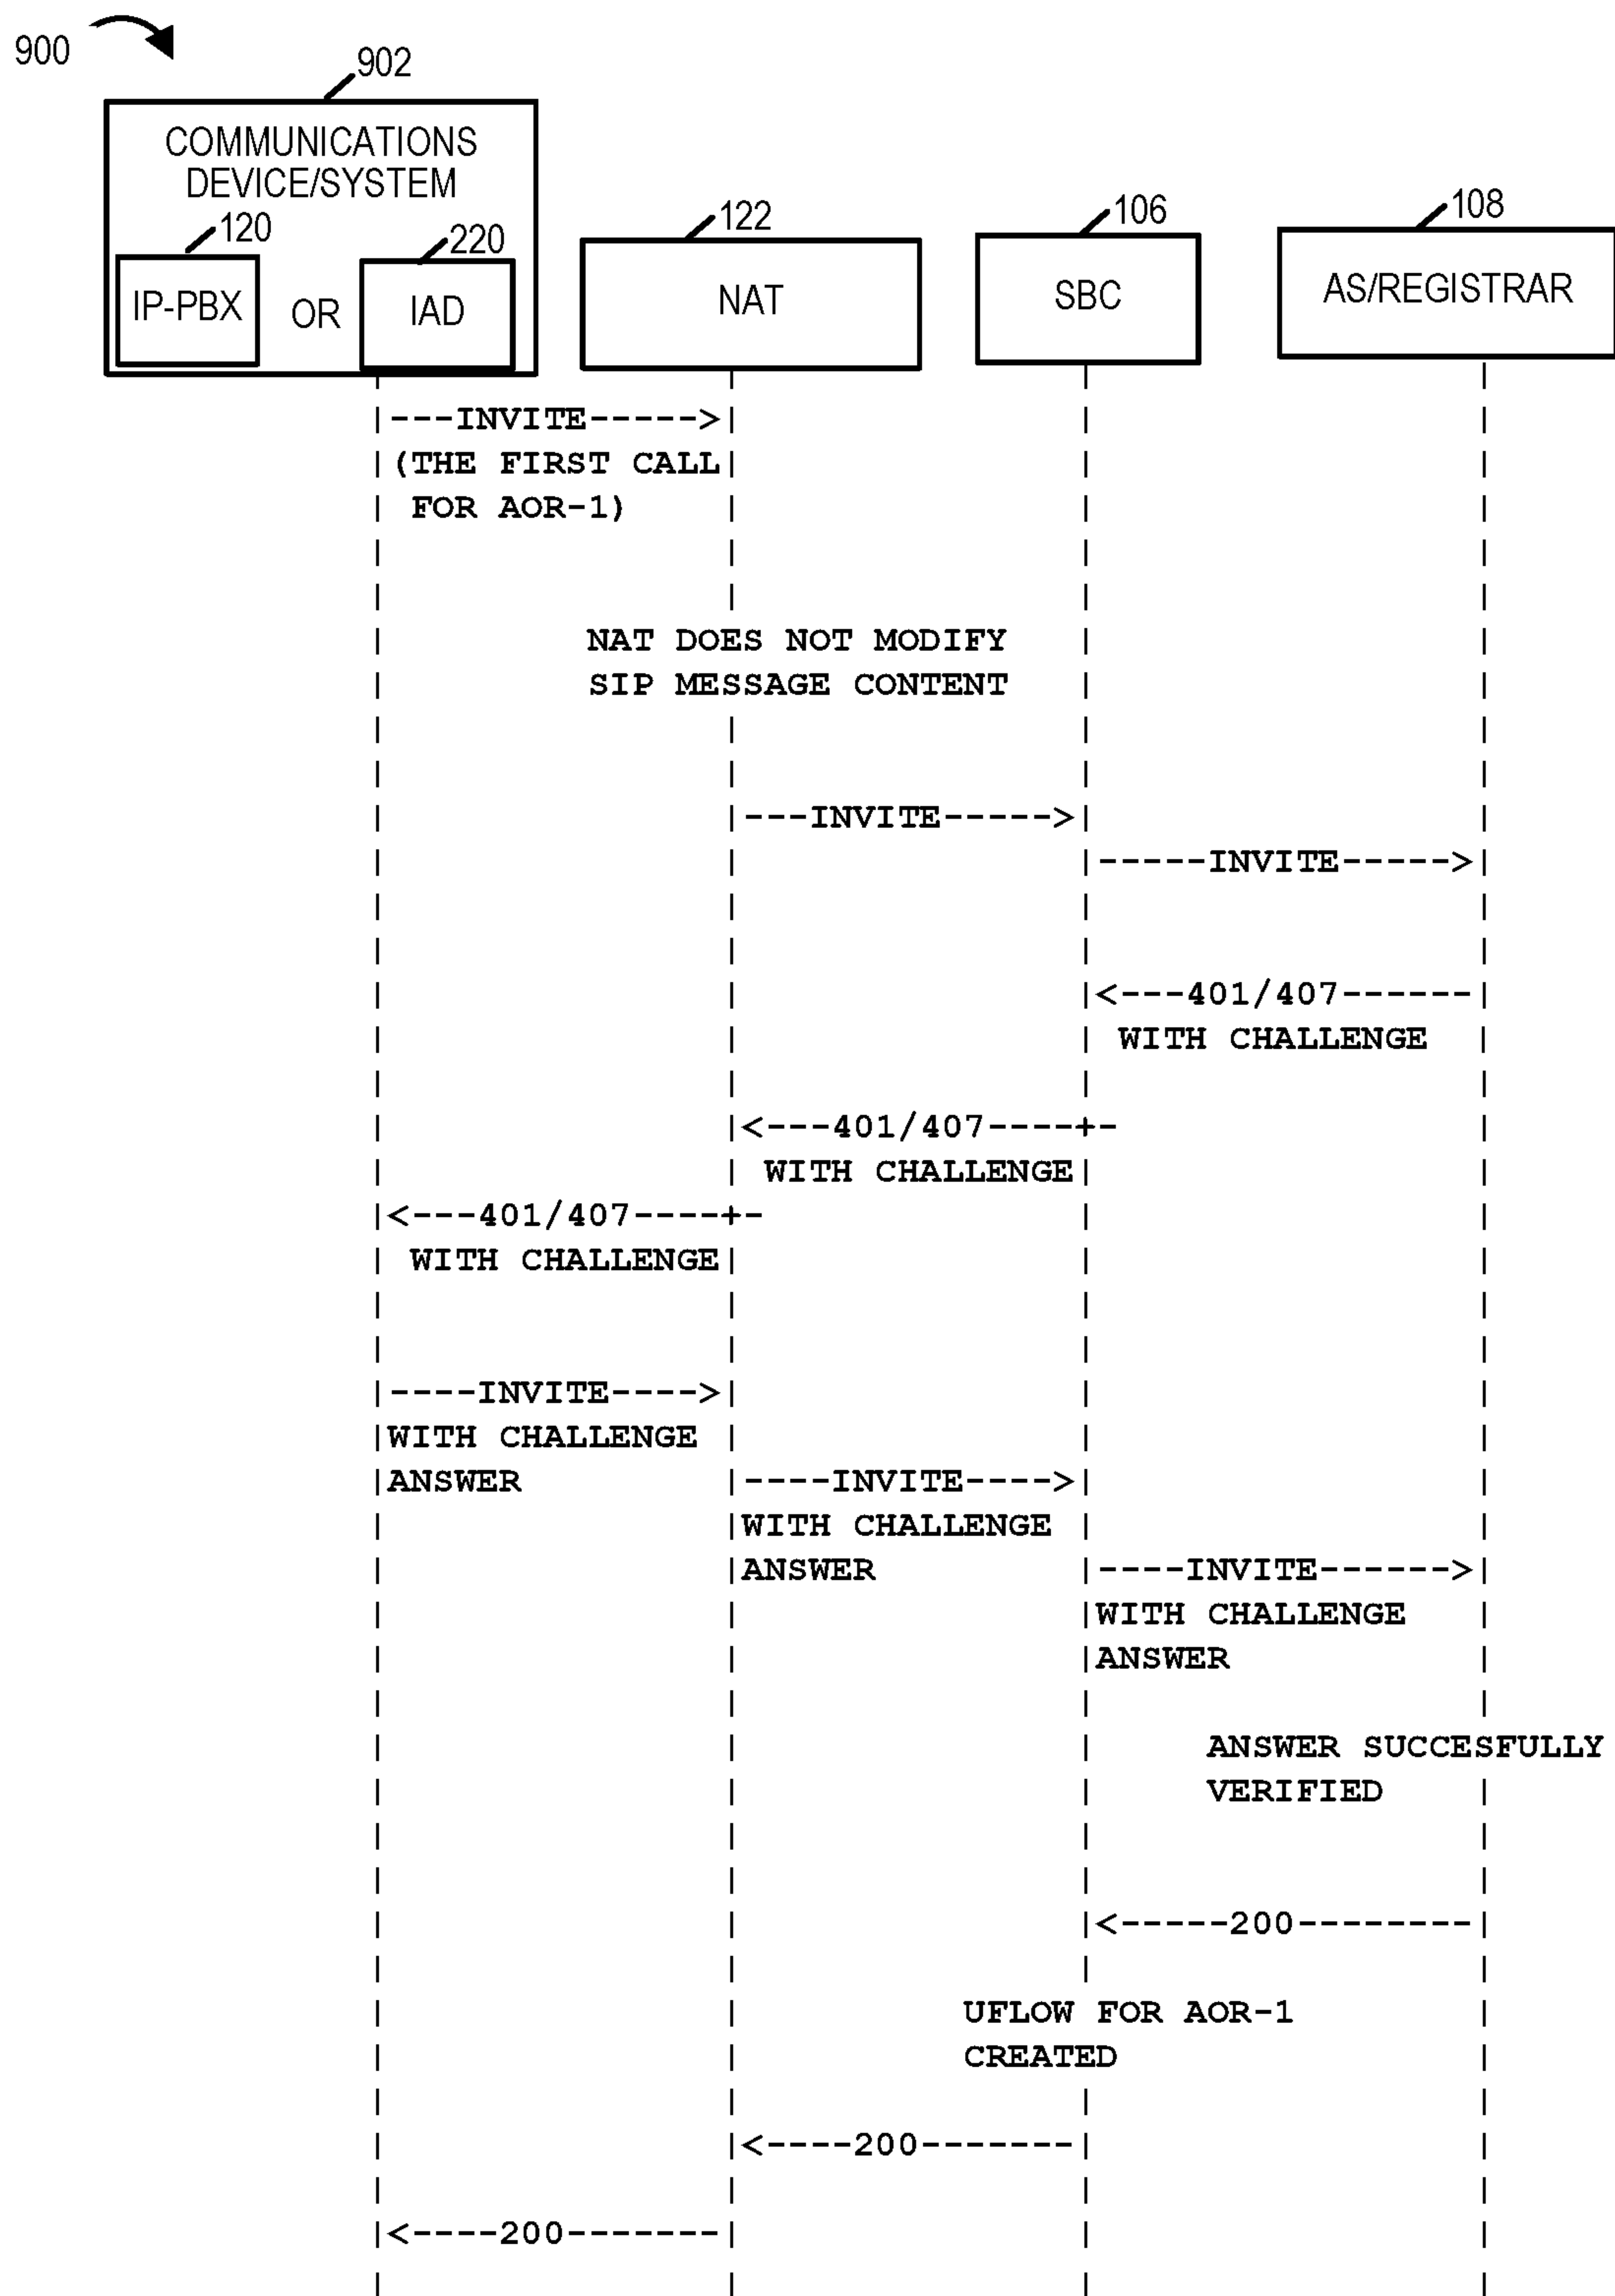 900
902
COMMUNICATIONS
DEVICE/SYSTEM
120
220
IP-PBX
OR
IAD
122
NAT
106
SBC
108
AS/REGISTRAR
|---INVITE----->|
(THE FIRST CALL
FOR AOR-1)
NAT DOES NOT MODIFY
SIP MESSAGE CONTENT
|---INVITE----->|
|-----INVITE----->|
|<---401/407------|
WITH CHALLENGE
|<---401/407----+-
WITH CHALLENGE
|<---401/407----+-
WITH CHALLENGE
|----INVITE---->|
WITH CHALLENGE
ANSWER
|----INVITE---->|
WITH CHALLENGE
ANSWER
|----INVITE------>|
WITH CHALLENGE
ANSWER
ANSWER SUCCESFULLY
VERIFIED
|<-----200--------|
UFLOW FOR AOR-1
CREATED
|<----200-------|
|<----200-------|